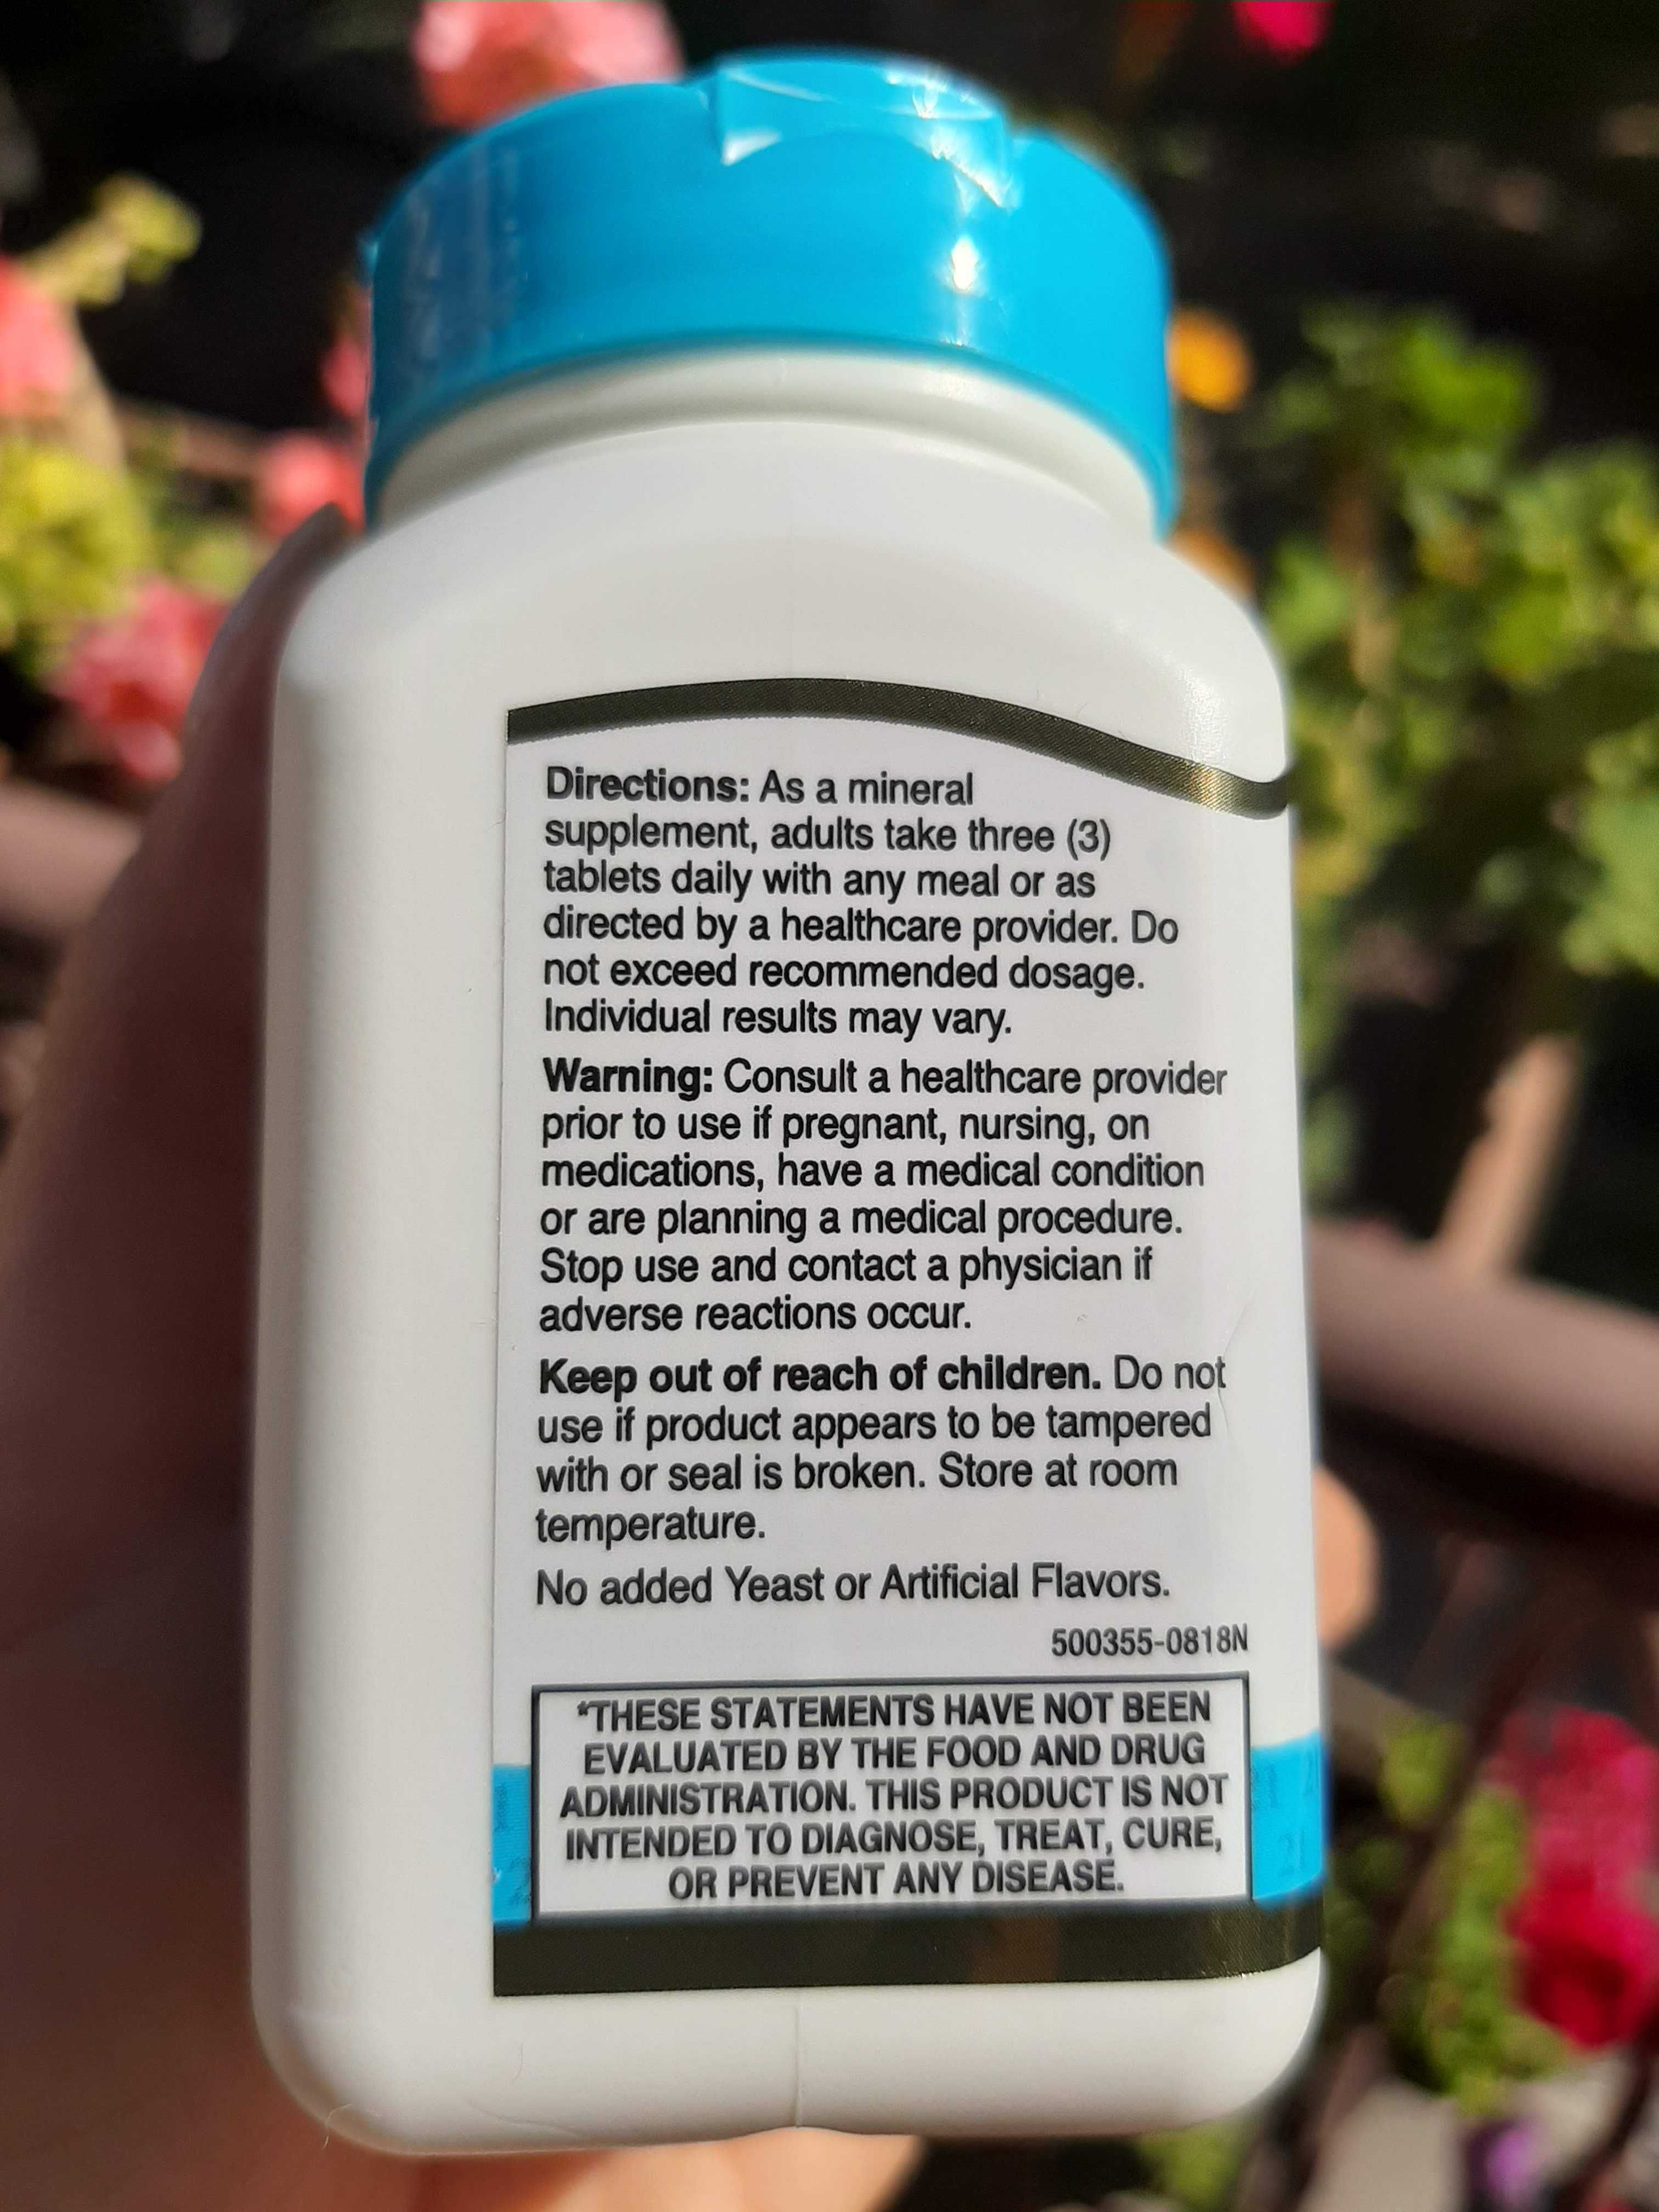 Directions: As a mineral
supplement, adults take three (3)
tablets daily with any meal or as
directed by a healthcare provider. Do
not exceed recommended dosage.
Individual results may vary.
Warning: Consult a healthcare provider
prior to use if pregnant, nursing, on
medications, have a medical condition
or are planning a medical procedure.
Stop use and contact a physician if
adverse reactions occur.
Keep out of reach of children. Do not
use if product appears to be tampered
with or seal is broken. Store at room
temperature.
No added Yeast or Artificial Flavors.
500355-0818N
*THESE STATEMENTS HAVE NOT BEEN
EVALUATED BY THE FOOD AND DRUG
ADMINISTRATION. THIS PRODUCT IS NOT
INTENDED TO DIAGNOSE, TREAT, CURE,
OR PREVENT ANY DISEASE.